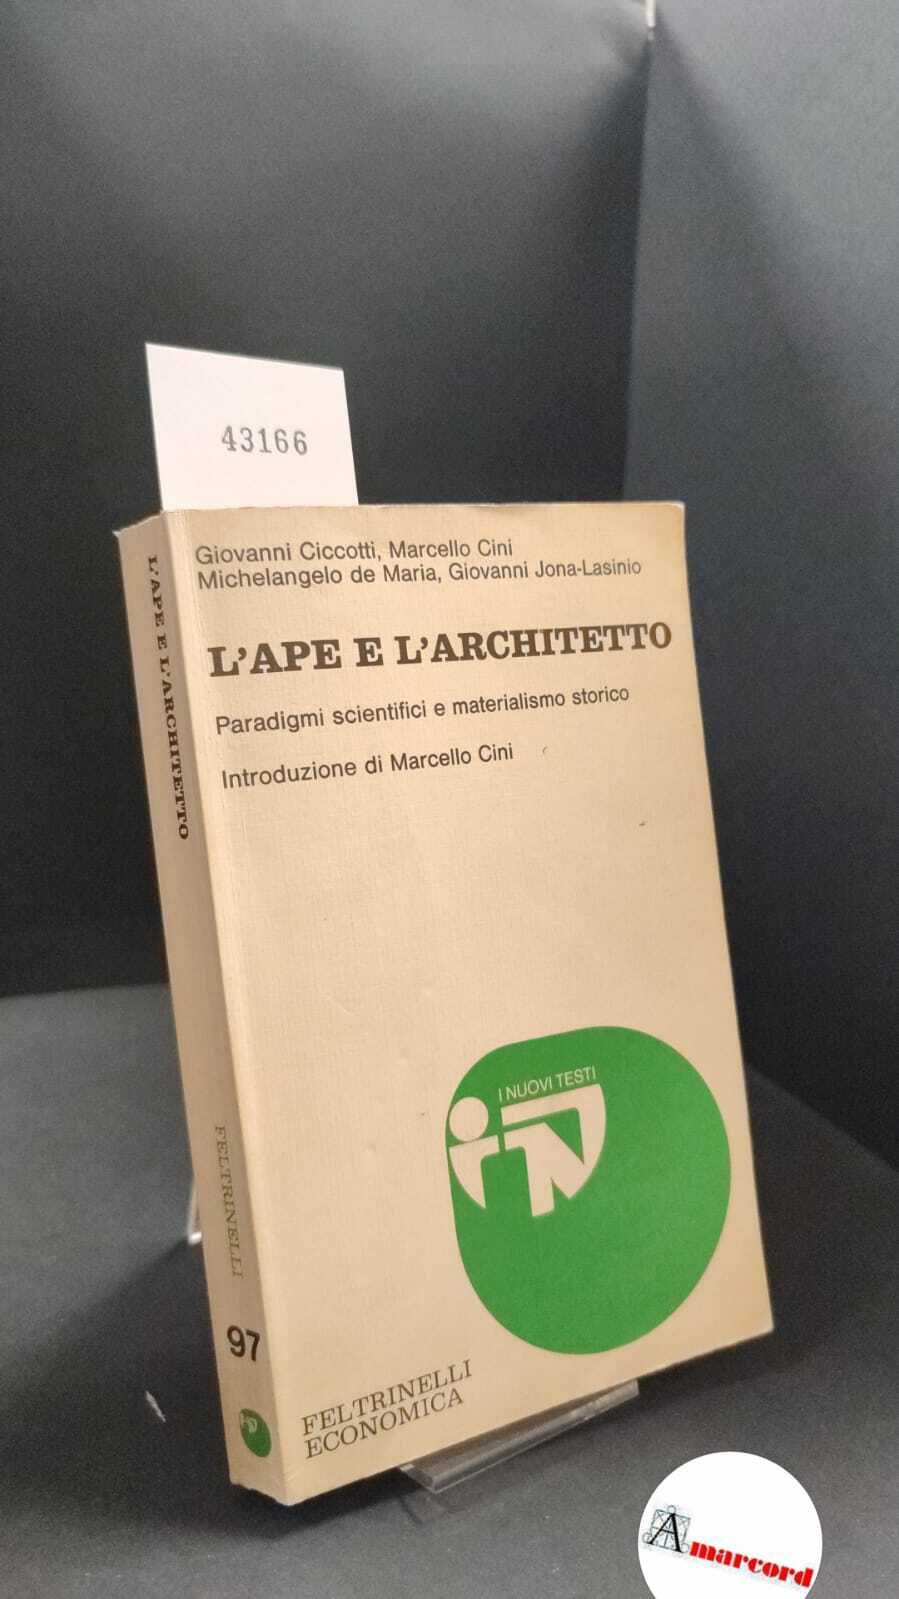 43166
Giovanni Ciccotti, Marcello Cini
Michelangelo de Maria, Giovanni Jona-Lasinio
L'APE E L'ARCHITETTO
Paradigmi scientifici e materialismo storico
Introduzione di Marcello Cini
I NUOVI TESTI
FELTRINELLI
ECONOMICA
L'APE E L'ARCHITETTO
FELTRINELLI
97
Amarcord